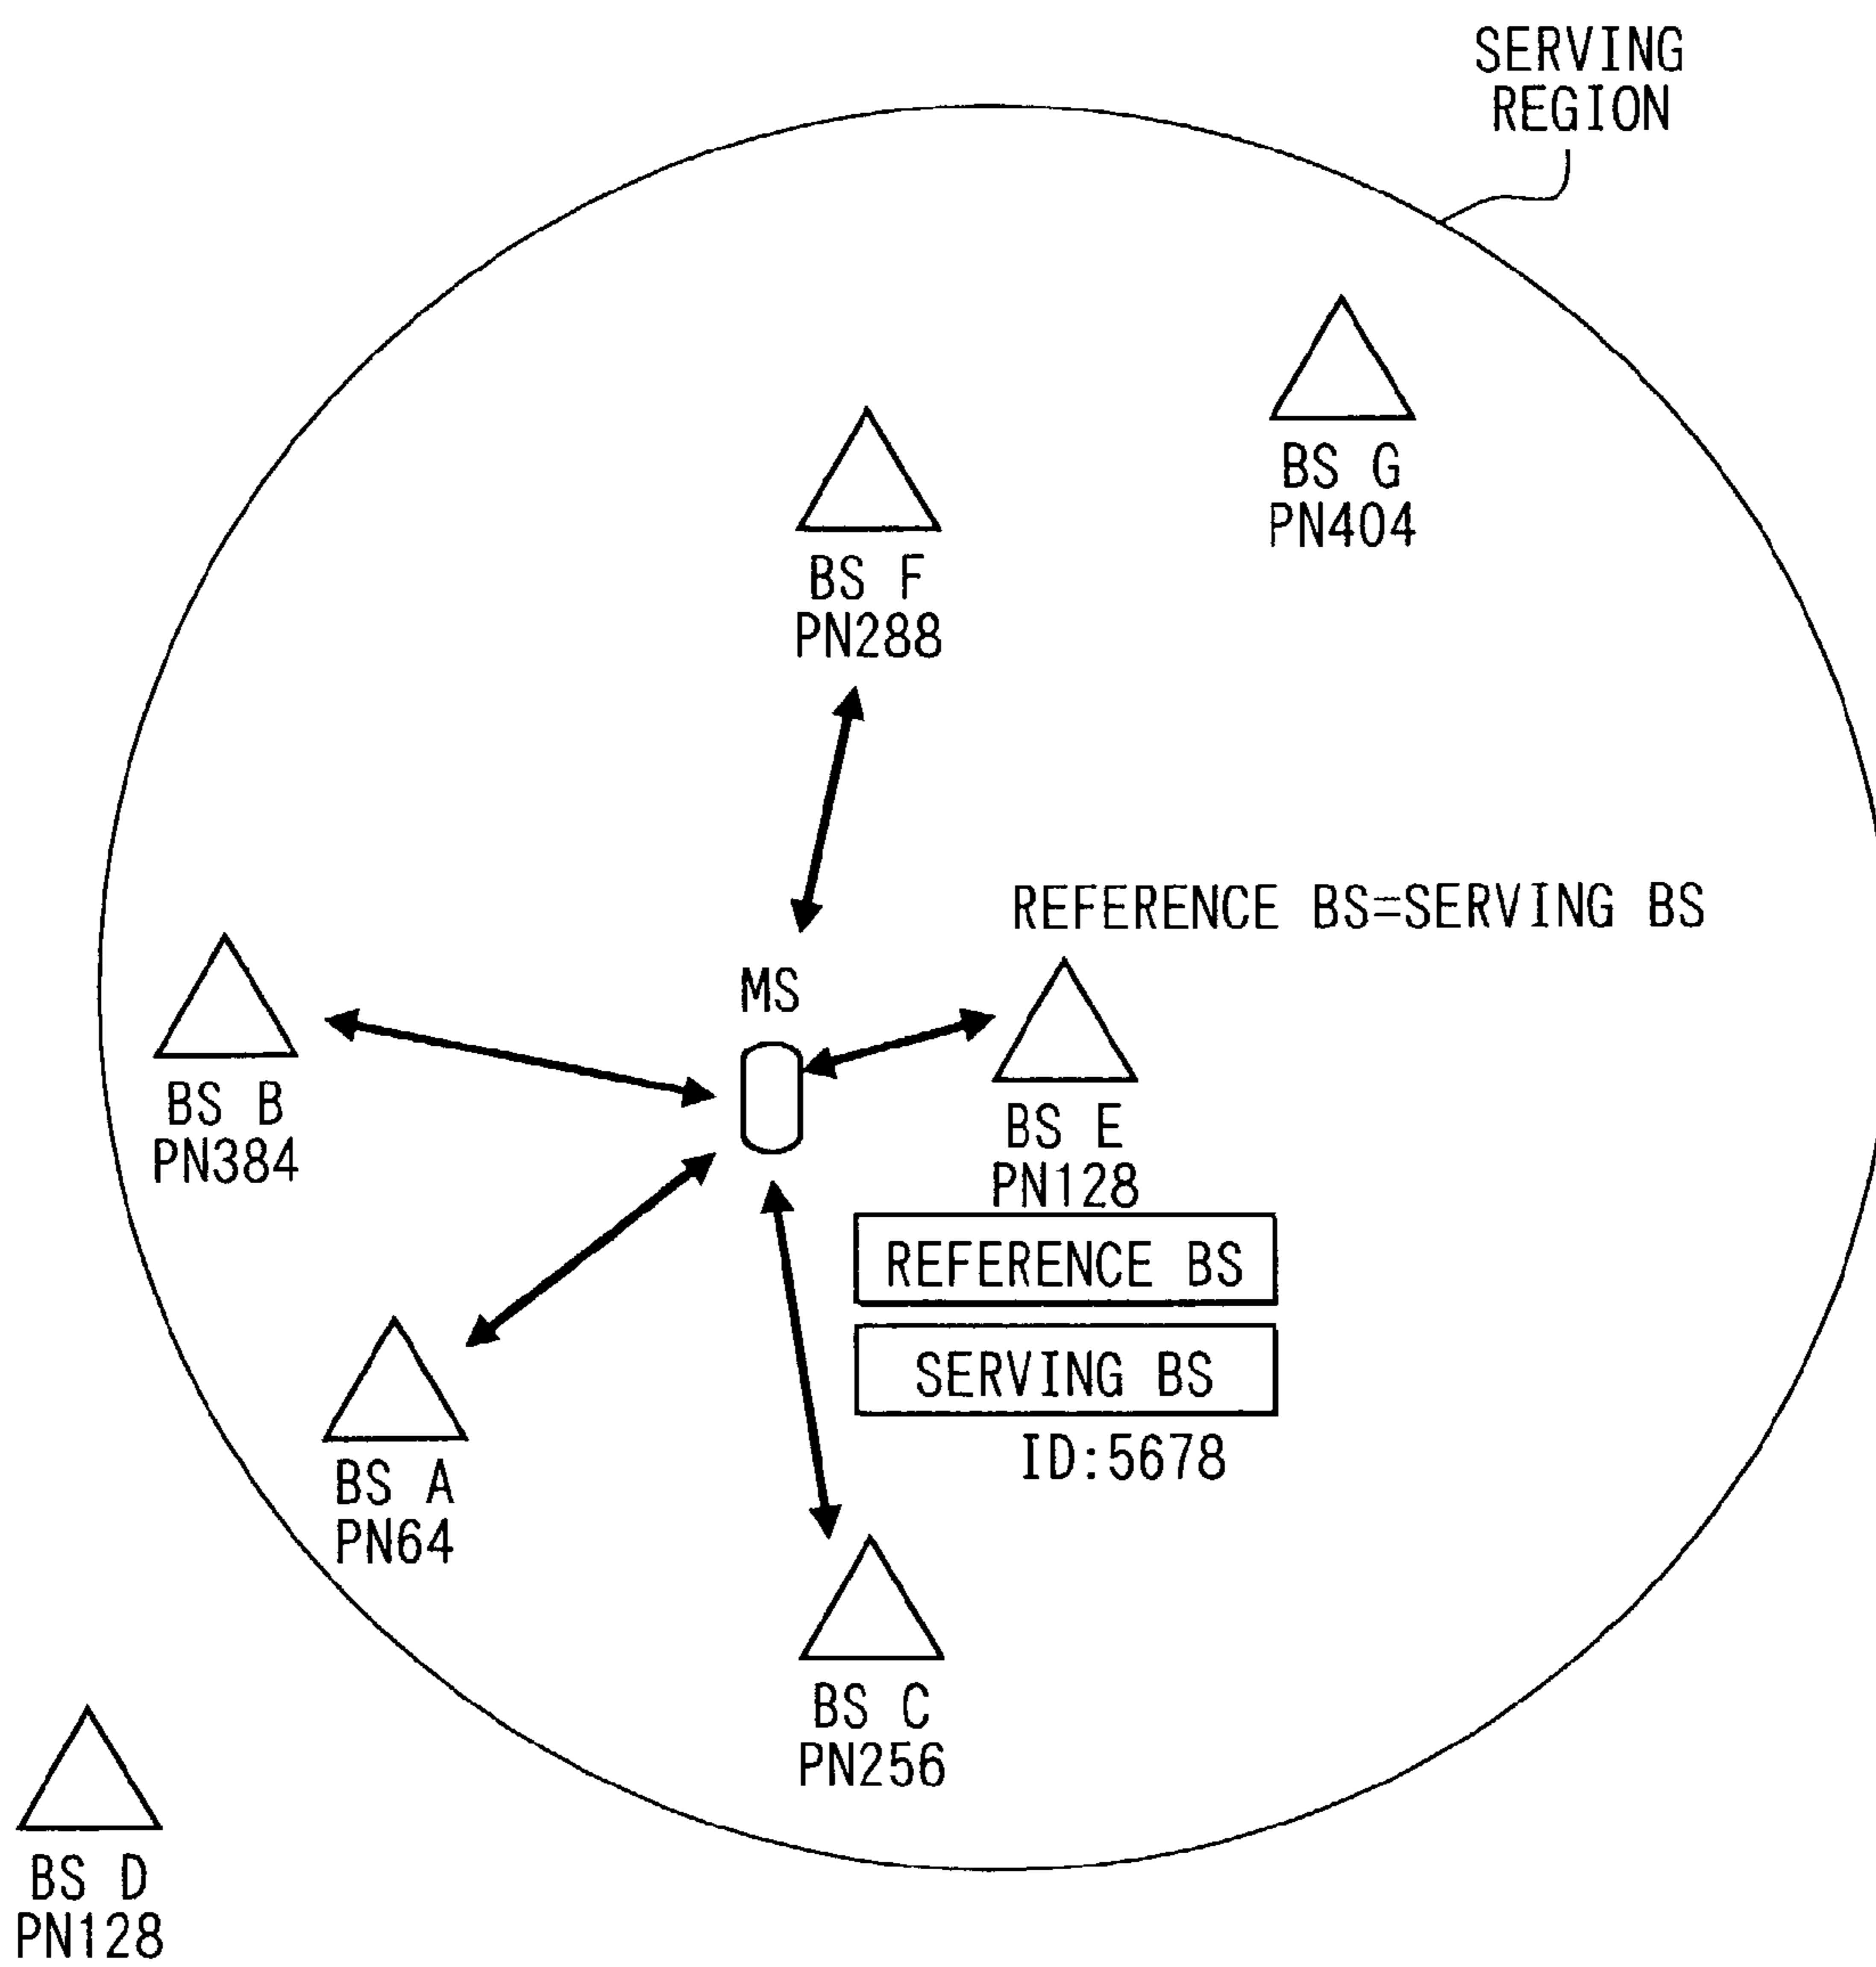 SERVING
REGION
BS G
PN404
BS F
PN288
REFERENCE BS=SERVING BS
MS
BS B
PN384
BS E
PN128
REFERENCE BS
SERVING BS
ID:5678
BS A
PN64
BS C
PN256
BS D
PN128